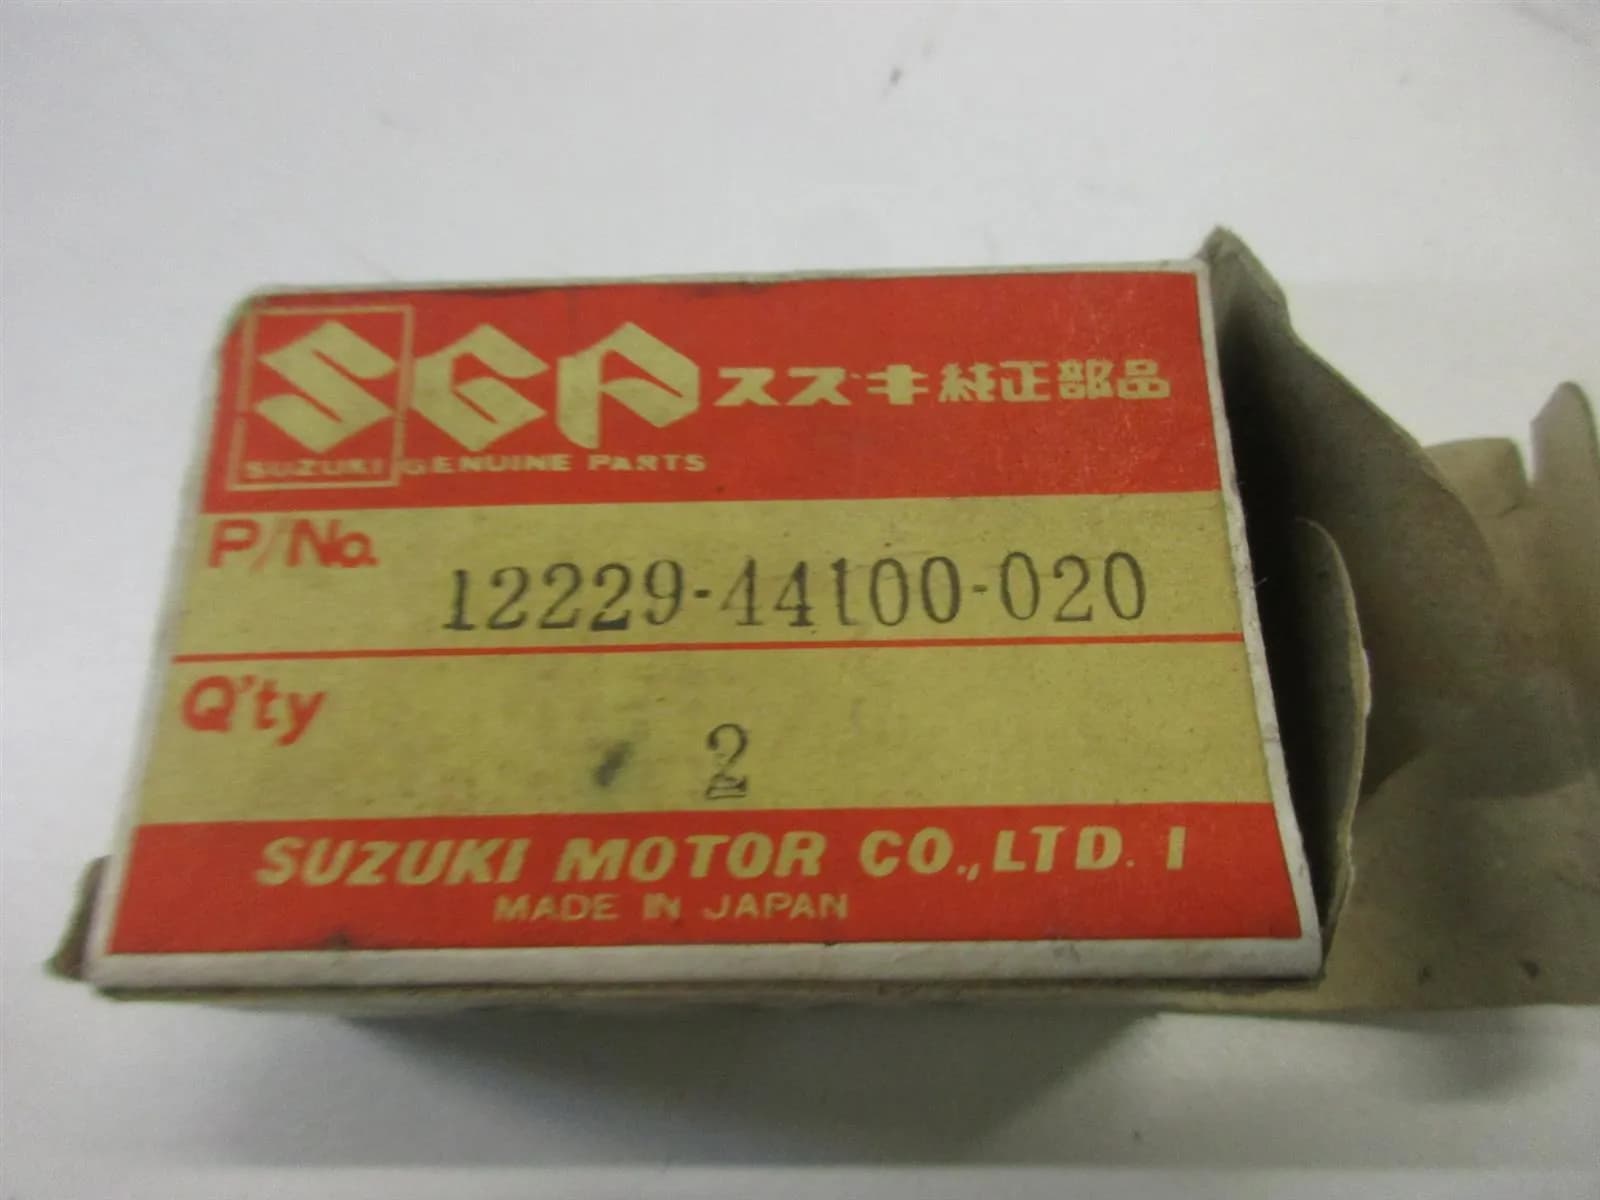 SGP スズキ純正部品
SUZUKI GENUINE PARTS
P/No. 12229-44100-020
Q'ty 2
SUZUKI MOTOR CO.,LTD. 1
MADE IN JAPAN